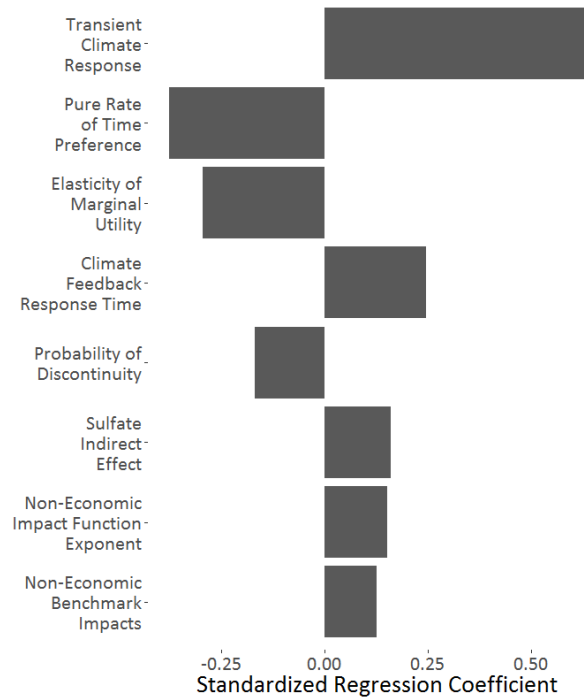 Transient
Climate
Response
Pure Rate
of Time
Preference
Elasticity of
Marginal
Utility
Climate
Feedback
Response Time
Probability of
Discontinuity
Sulfate
Indirect
Effect
Non-Economic
Impact Function
Exponent
Non-Economic
Benchmark
Impacts
-0.25 0.00 0.25 0.50
Standardized Regression Coefficient